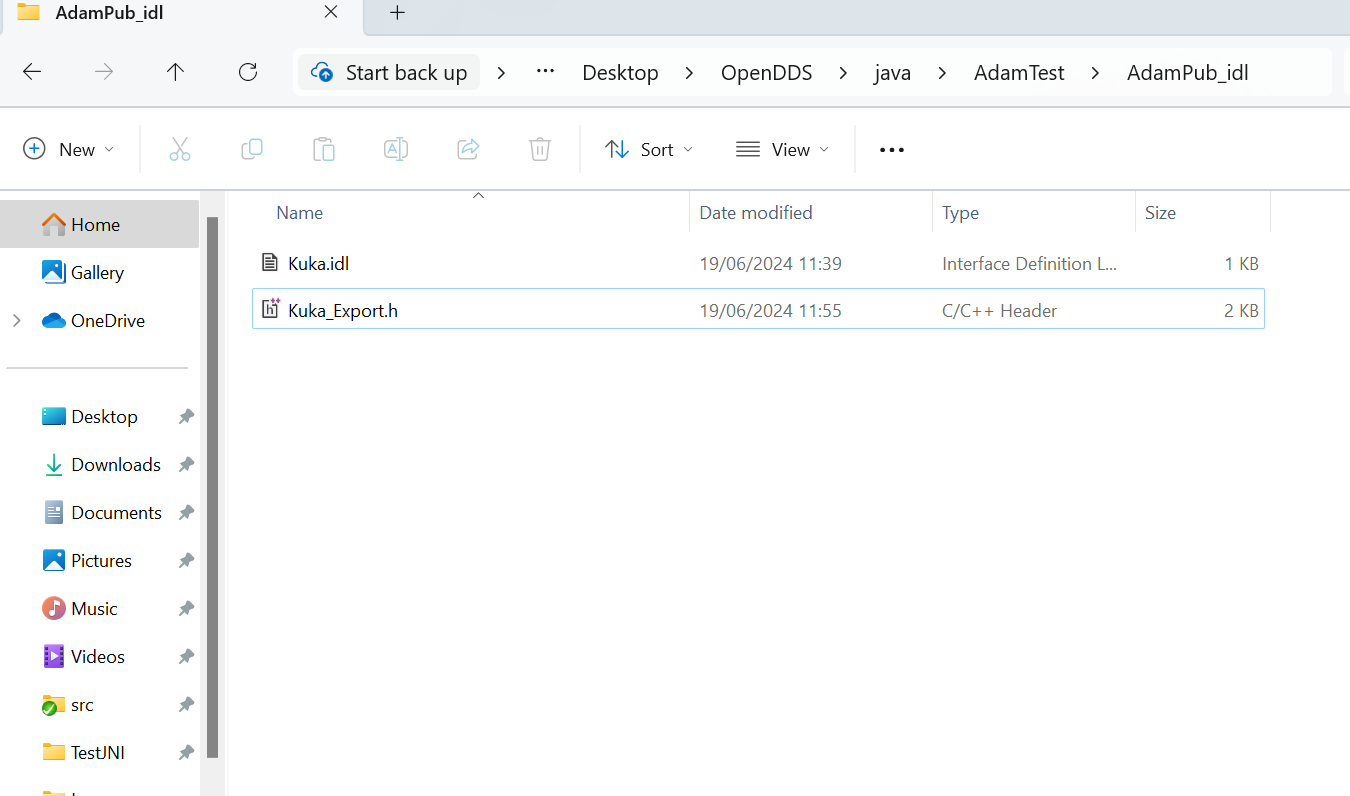 AdamPub_idl
Start back up > ··· Desktop > OpenDDS > java > AdamTest > AdamPub_idl
New Sort View ···
Name Date modified Type Size
Kuka.idl 19/06/2024 11:39 Interface Definition L... 1 KB
Kuka_Export.h 19/06/2024 11:55 C/C++ Header 2 KB
Home
Gallery
OneDrive
Desktop
Downloads
Documents
Pictures
Music
Videos
src
TestJNI